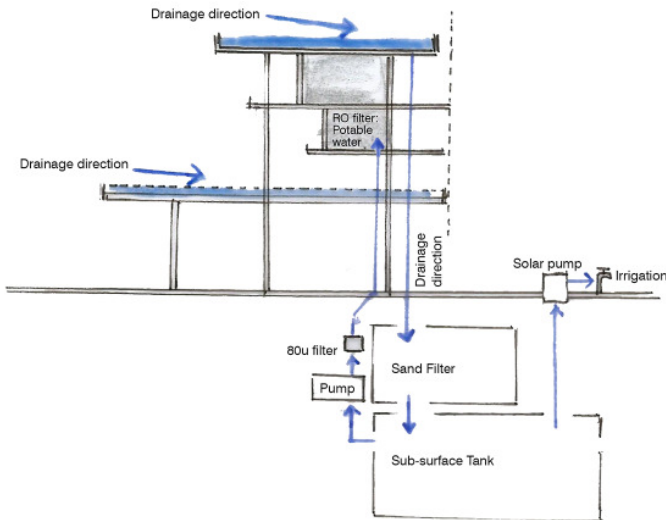 Drainage direction
RO filter:
Potable
water
Drainage direction
Drainage
direction
Solar pump
Irrigation
80u filter
Sand Filter
Pump
Sub-surface Tank